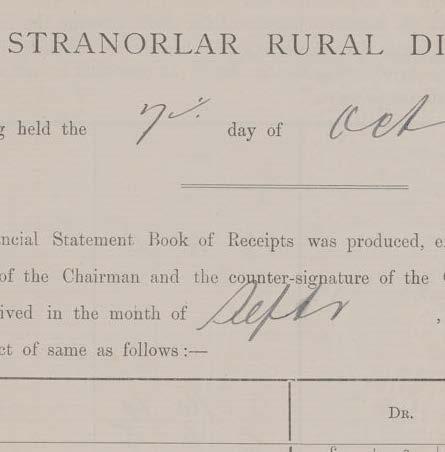 STRANORLAR RURAL DI
g held the 7th day of Oct
ncial Statement Book of Receipts was produced, e
of the Chairman and the counter-signature of the
ived in the month of Septr ,
ct of same as follows :—
DR.